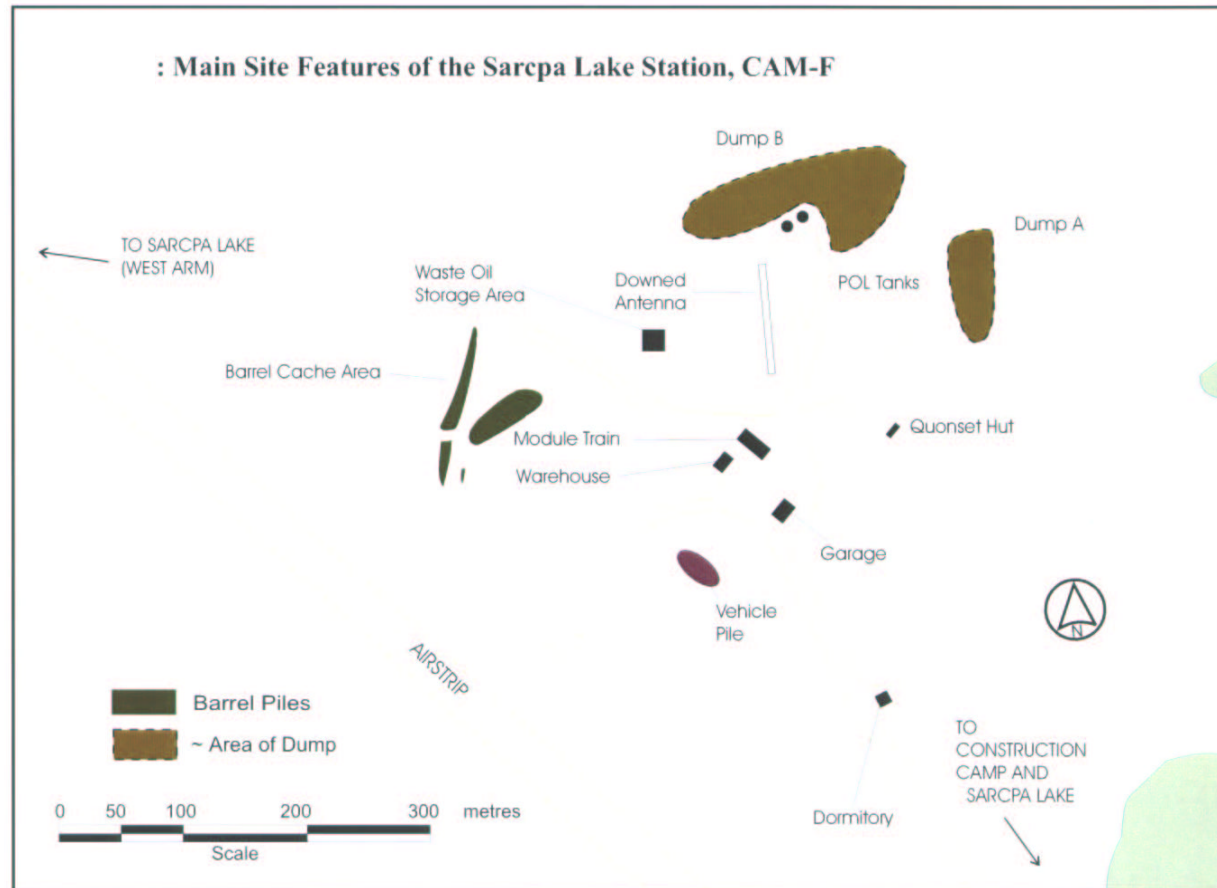 : Main Site Features of the Sarcpa Lake Station, CAM-F
Dump B
Dump A
TO SARCPA LAKE
(WEST ARM)
Waste Oil
Storage Area
Downed
Antenna
POL Tanks
Barrel Cache Area
Module Train
Quonset Hut
Warehouse
Garage
Vehicle
Pile
N
AIRSTRIP
Barrel Piles
~ Area of Dump
TO
CONSTRUCTION
CAMP AND
SARCPA LAKE
0 50 100 200 300 metres
Dormitory
Scale